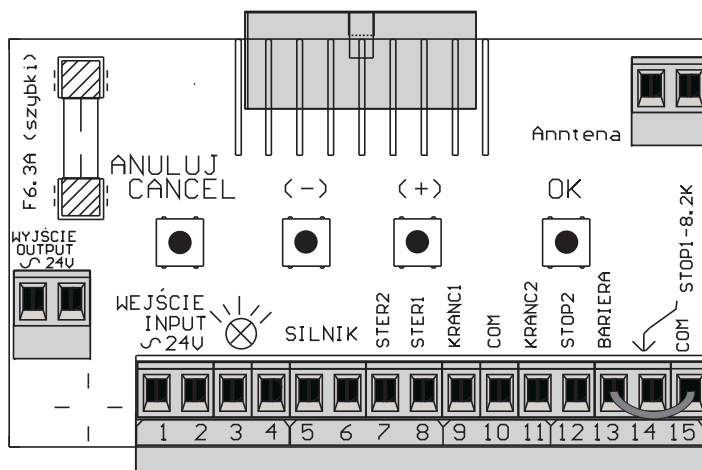 F6.3A (szybki)
Anntena
ANULUJ
CANCEL
(-)
(+)
OK
WYJŚCIE
OUTPUT
∿ 24V
WEJŚCIE
INPUT
∿24V
SILNIK
STER2
STER1
KRANC1
COM
KRANC2
STOP2
BARIERA
STOP1-8.2K
COM
1 2 3 4 5 6 7 8 9 10 11 12 13 14 15